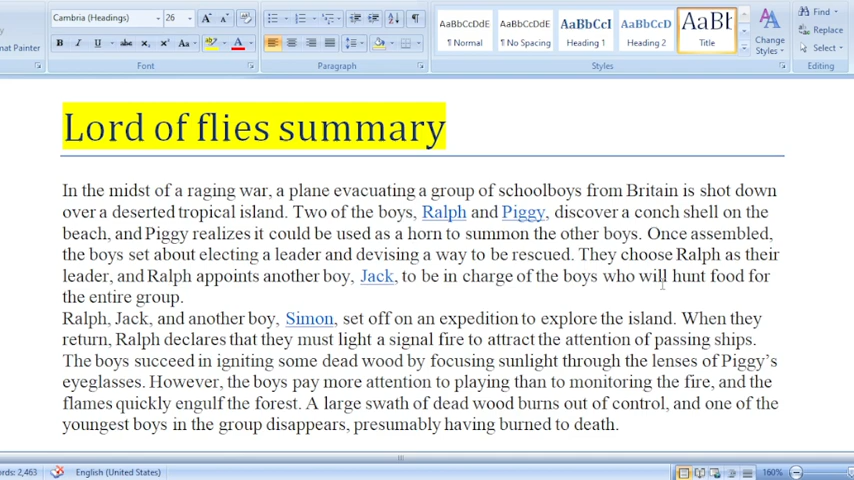 Cambria (Headings) 26
at Painter
Font
Paragraph
AaBbCcDdE AaBbCcDdE AaBbCcI AaBbCcD AaBb
¶ Normal ¶ No Spacing Heading 1 Heading 2 Title
Change Styles
Styles
Find
Replace
Select
Editing
Lord of flies summary
In the midst of a raging war, a plane evacuating a group of schoolboys from Britain is shot down
over a deserted tropical island. Two of the boys, Ralph and Piggy, discover a conch shell on the
beach, and Piggy realizes it could be used as a horn to summon the other boys. Once assembled,
the boys set about electing a leader and devising a way to be rescued. They choose Ralph as their
leader, and Ralph appoints another boy, Jack, to be in charge of the boys who will hunt food for
the entire group.
Ralph, Jack, and another boy, Simon, set off on an expedition to explore the island. When they
return, Ralph declares that they must light a signal fire to attract the attention of passing ships.
The boys succeed in igniting some dead wood by focusing sunlight through the lenses of Piggy’s
eyeglasses. However, the boys pay more attention to playing than to monitoring the fire, and the
flames quickly engulf the forest. A large swath of dead wood burns out of control, and one of the
youngest boys in the group disappears, presumably having burned to death.
ords: 2,463 English (United States) 160%